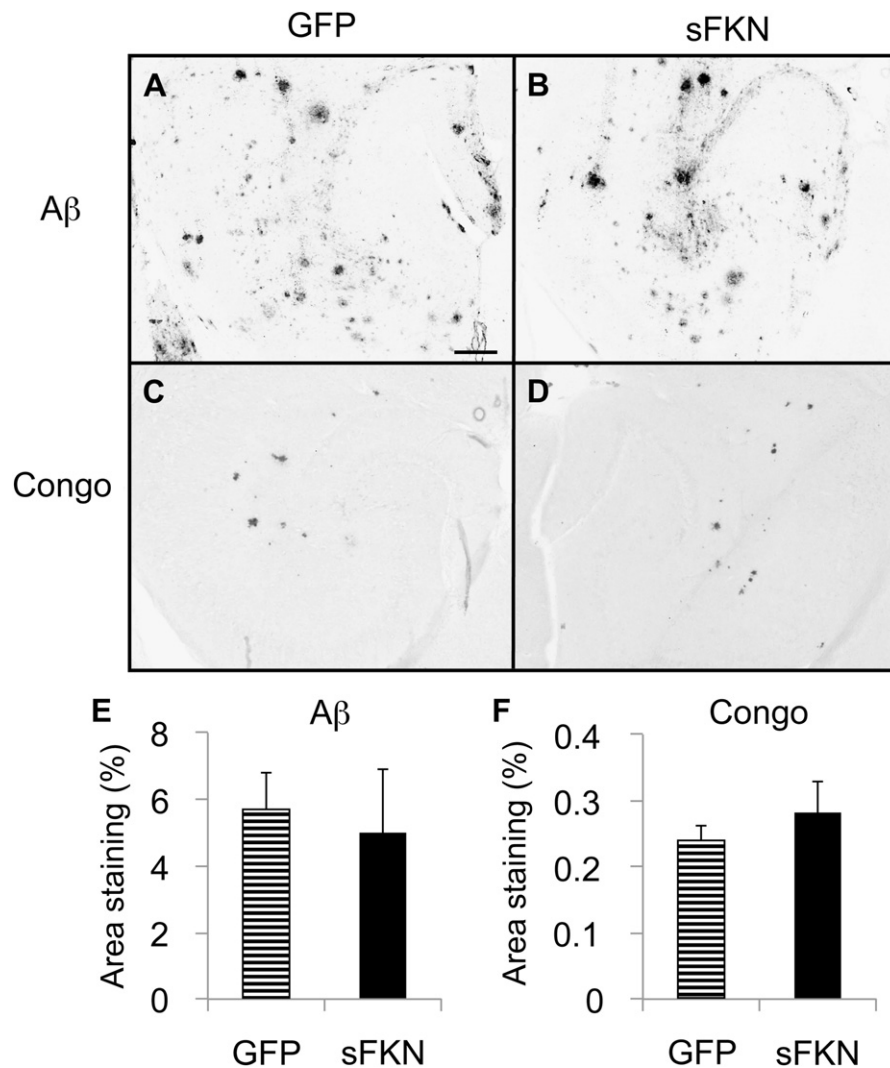 GFP sFKN
A B
Aβ
C D
Congo
E Aβ
Area staining (%)
8
6
4
2
0
GFP sFKN
F Congo
Area staining (%)
0.4
0.3
0.2
0.1
0
GFP sFKN